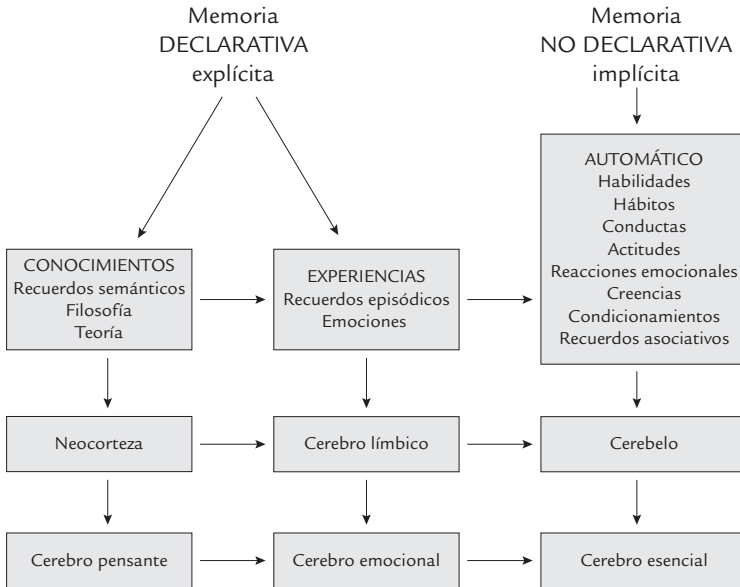 Memoria
DECLARATIVA
explícita
Memoria
NO DECLARATIVA
implícita
CONOCIMIENTOS
Recuerdos semánticos
Filosofía
Teoría
EXPERIENCIAS
Recuerdos episódicos
Emociones
AUTOMÁTICO
Habilidades
Hábitos
Conductas
Actitudes
Reacciones emocionales
Creencias
Condicionamientos
Recuerdos asociativos
Neocorteza
Cerebro límbico
Cerebelo
Cerebro pensante
Cerebro emocional
Cerebro esencial